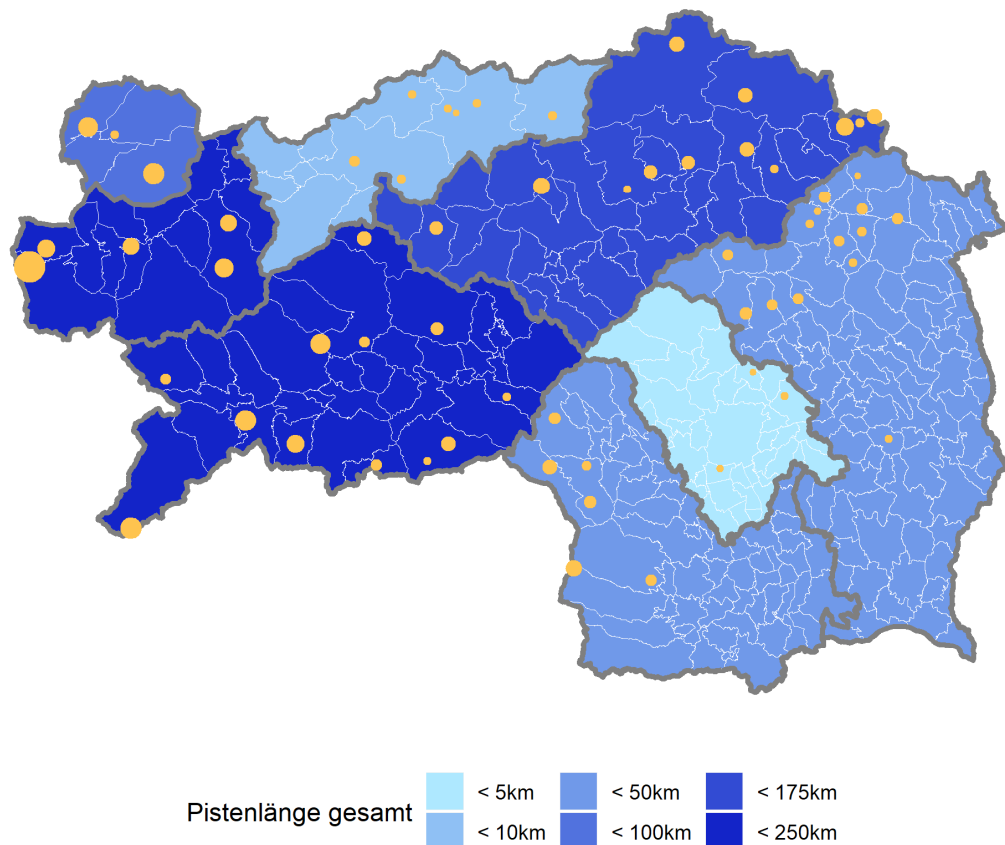 Pistenlänge gesamt
< 5km
< 10km
< 50km
< 100km
< 175km
< 250km